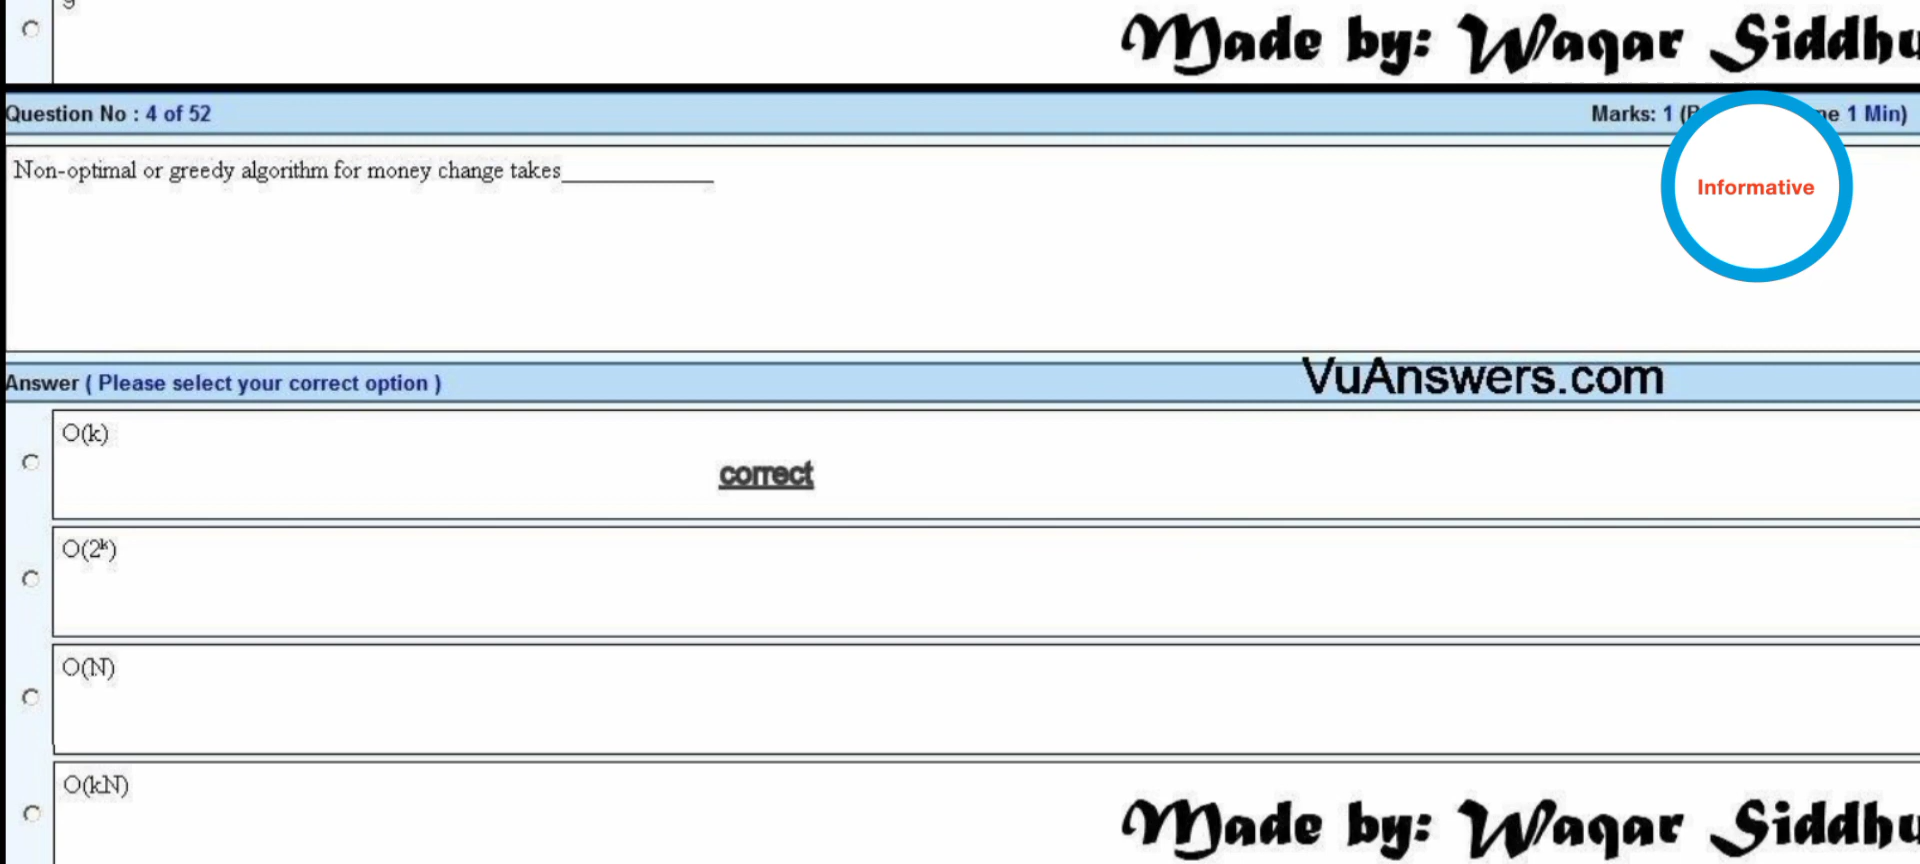 Made by: Waqar Siddhu
Question No : 4 of 52
Marks: 1 ( 1 Min)
Informative
Non-optimal or greedy algorithm for money change takes_____________
VuAnswers.com
Answer ( Please select your correct option )
O(k)
correct
O(2ᵏ)
O(N)
O(kN)
Made by: Waqar Siddhu